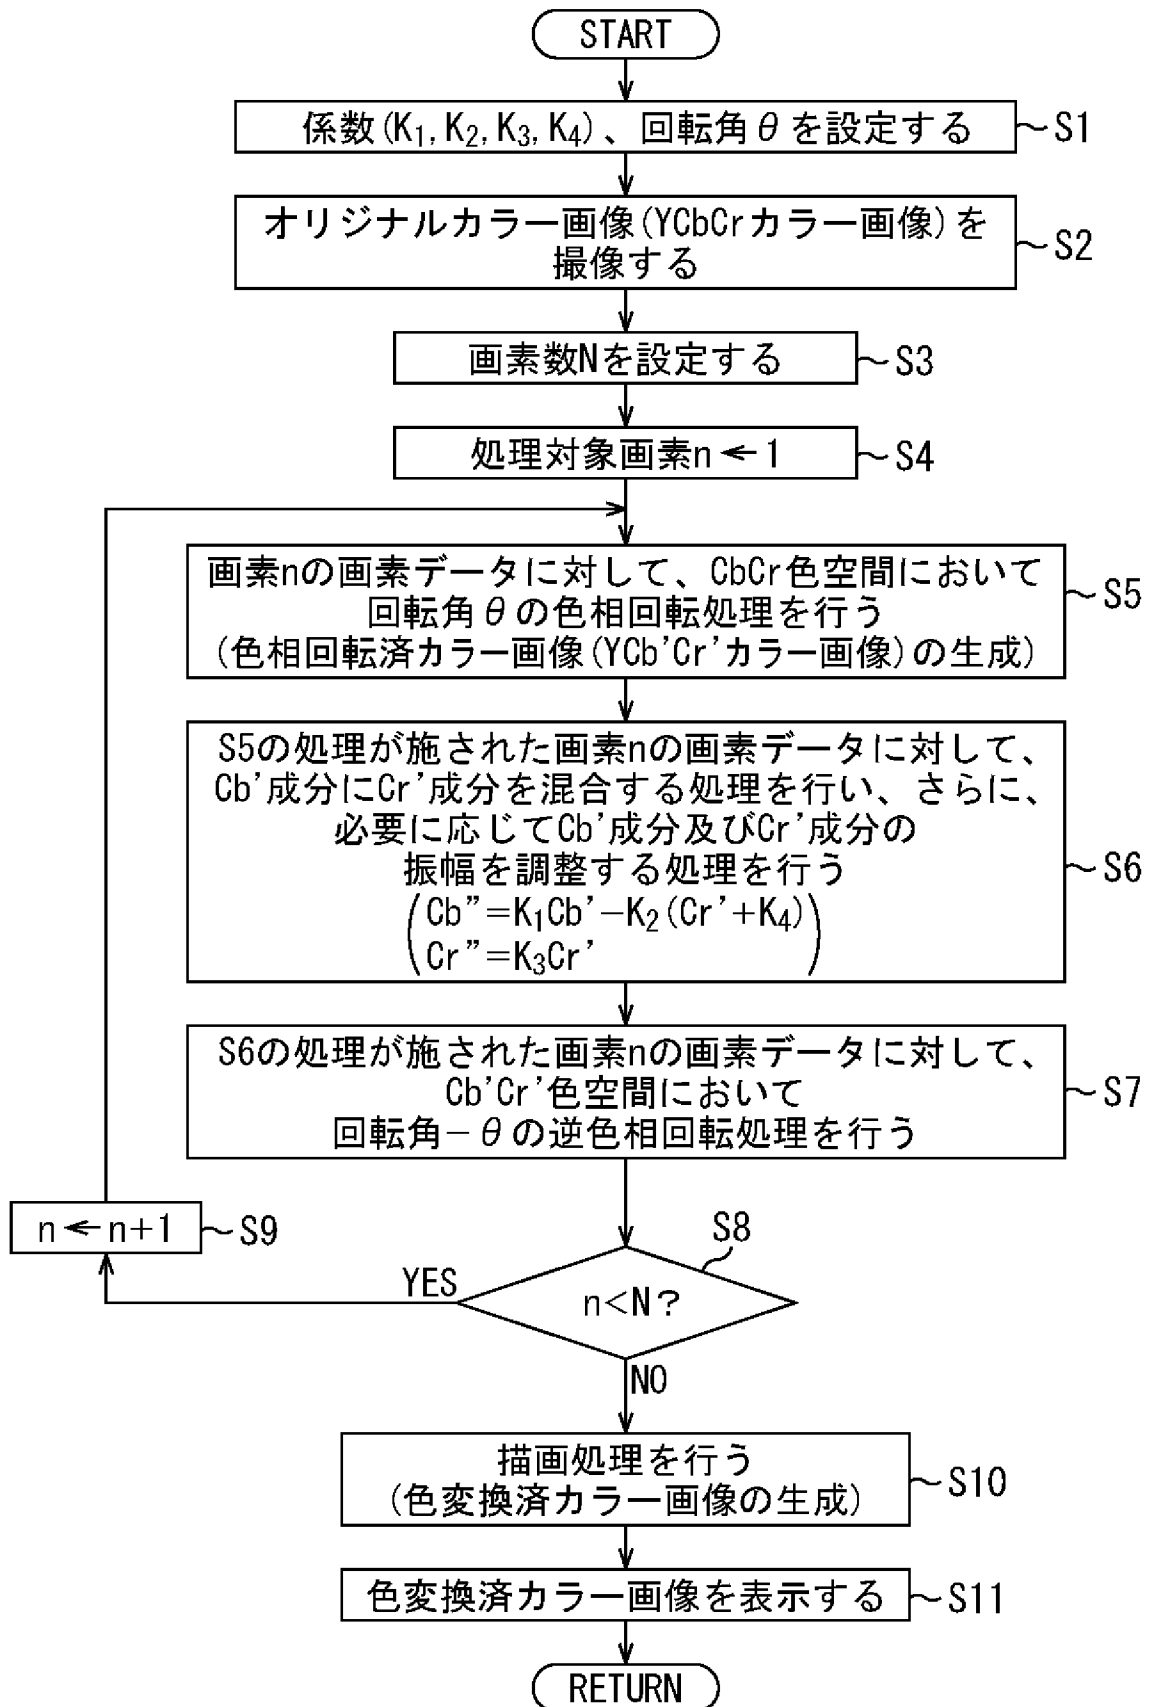 START
係数(K₁,K₂,K₃,K₄)、回転角θを設定する
S1
オリジナルカラー画像(YCbCrカラー画像)を
撮像する
S2
画素数Nを設定する
S3
処理対象画素n←1
S4
画素nの画素データに対して、CbCr色空間において
回転角θの色相回転処理を行う
(色相回転済カラー画像(YCb'Cr'カラー画像)の生成)
S5
S5の処理が施された画素nの画素データに対して、
Cb'成分にCr'成分を混合する処理を行い、さらに、
必要に応じてCb'成分及びCr'成分の
振幅を調整する処理を行う
Cb”=K₁Cb'−K₂(Cr'+K₄)
Cr”=K₃Cr'
S6
S6の処理が施された画素nの画素データに対して、
Cb'Cr'色空間において
回転角−θの逆色相回転処理を行う
S7
n←n+1
S9
S8
YES
n<N?
NO
描画処理を行う
(色変換済カラー画像の生成)
S10
色変換済カラー画像を表示する
S11
RETURN